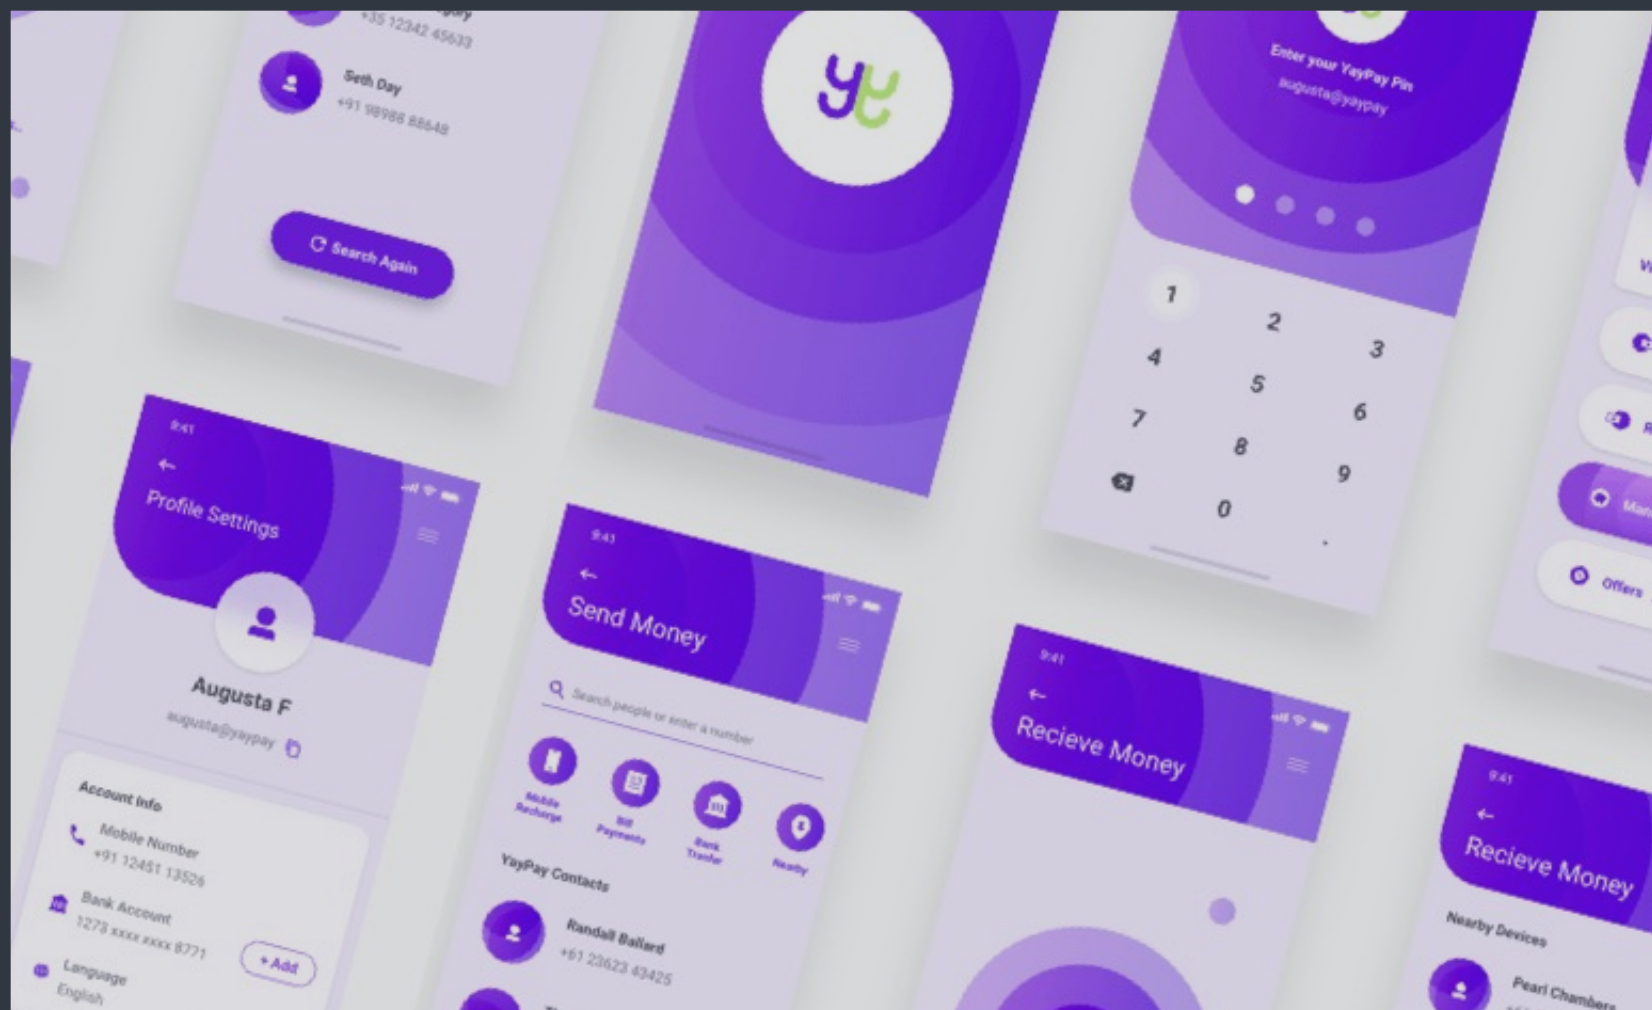 +35 12342 45633
Seth Day
+91 98988 88648
Search Again
Enter your YayPay Pin
augusta@yaypay
1
2
3
4
5
6
7
8
9
0
.
Offers
9:41
Profile Settings
Augusta F
augusta@yaypay
Account Info
Mobile Number
+91 12451 13526
Bank Account
1273 xxxx xxxx 8771
+ Add
Language
English
9:41
Send Money
Search people or enter a number
Mobile
Recharge
Bill
Payments
Bank
Tranfer
Nearby
YayPay Contacts
Randall Ballard
+61 23623 43425
9:41
Recieve Money
9:41
Recieve Money
Nearby Devices
Pearl Chambers